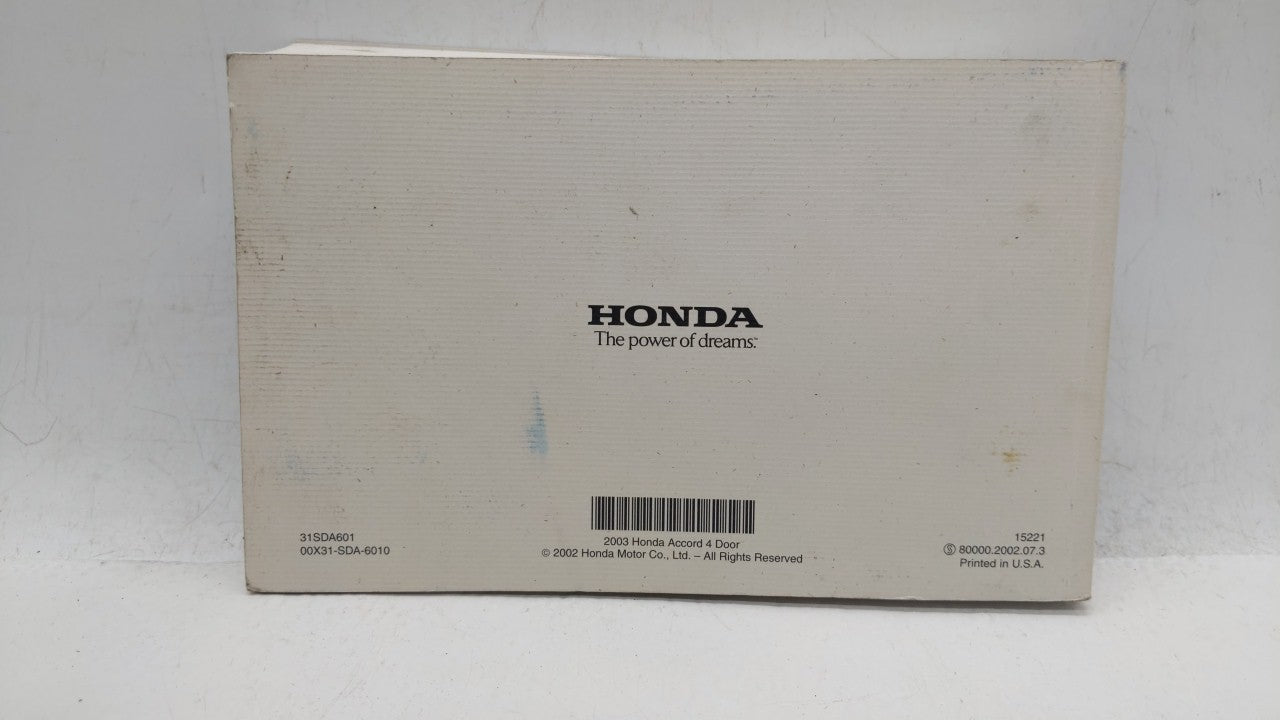 HONDA
The power of dreams.℠
31SDA601
00X31-SDA-6010
2003 Honda Accord 4 Door
© 2002 Honda Motor Co., Ltd. – All Rights Reserved
15221
Ⓢ 80000.2002.07.3
Printed in U.S.A.